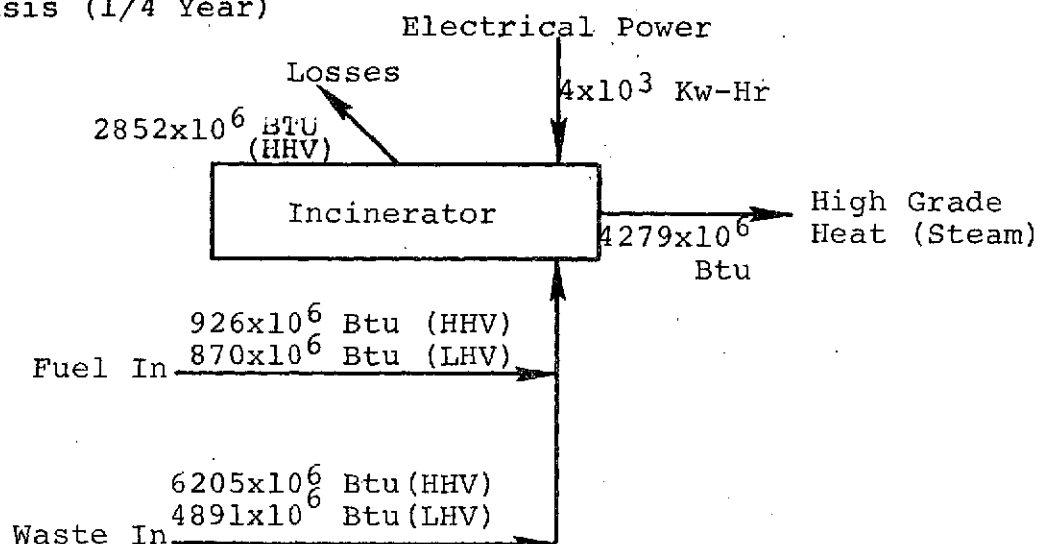 sis (1/4 Year)
Electrical Power
Losses
4x10³ Kw-Hr
2852x10⁶ BTU
(HHV)
Incinerator
High Grade
Heat (Steam)
4279x10⁶
Btu
926x10⁶ Btu (HHV)
870x10⁶ Btu (LHV)
Fuel In
6205x10⁶ Btu(HHV)
4891x10⁶ Btu(LHV)
Waste In